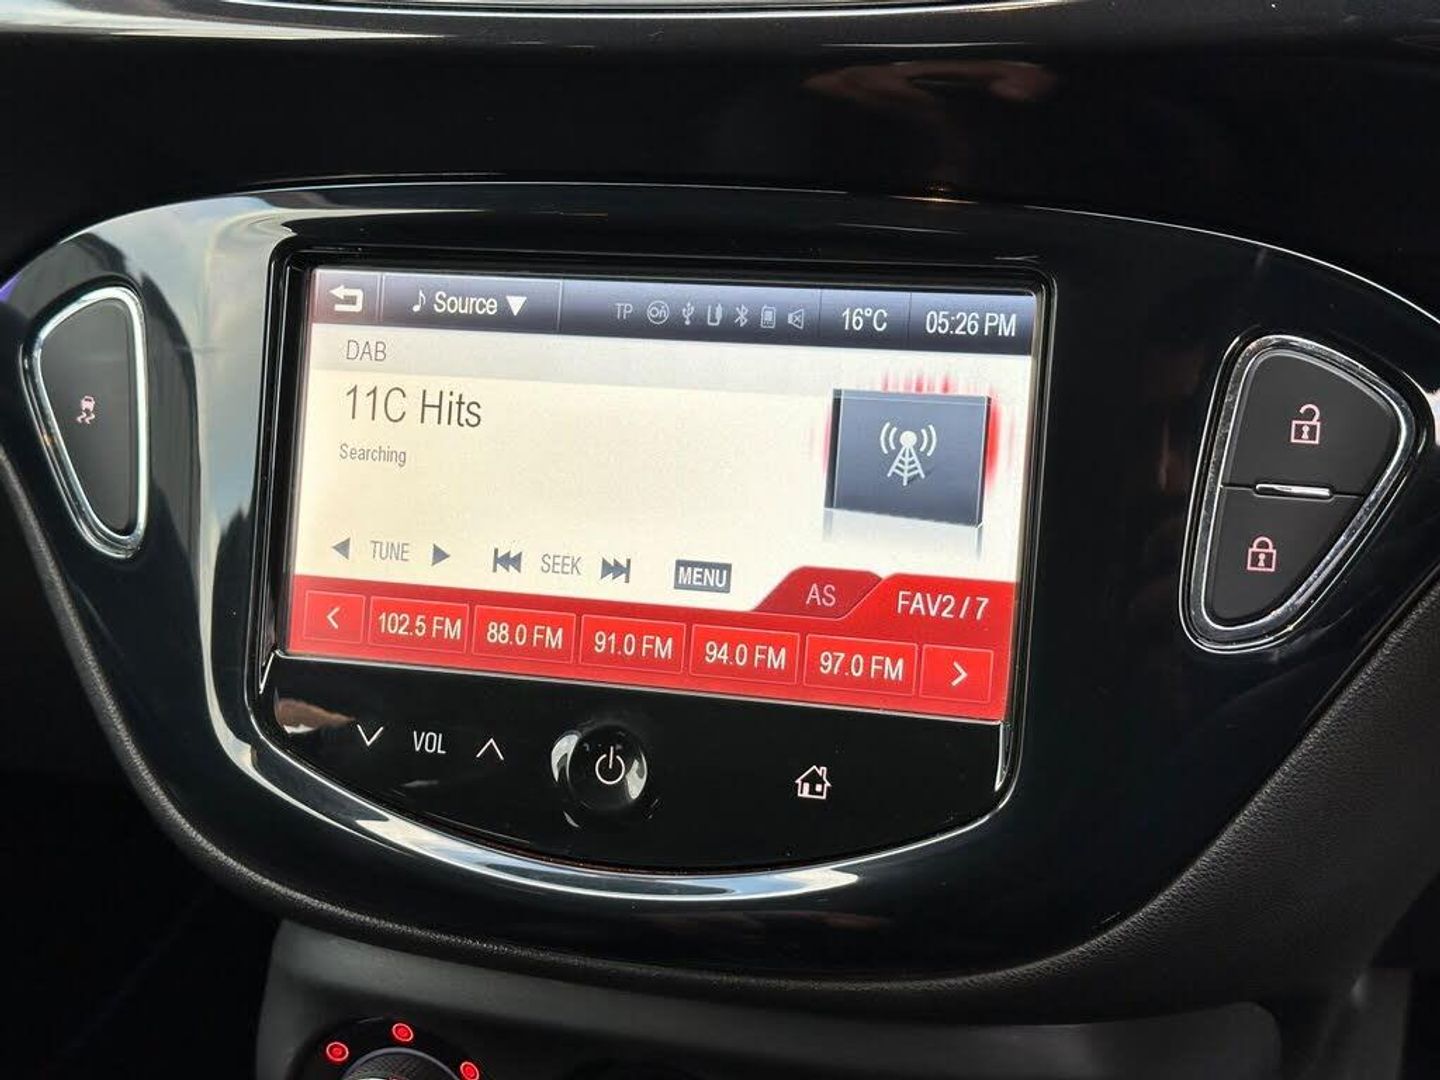 Source TP On 16°C 05:26 PM
DAB
11C Hits
Searching
TUNE SEEK MENU
AS FAV2 / 7
102.5 FM 88.0 FM 91.0 FM 94.0 FM 97.0 FM
VOL